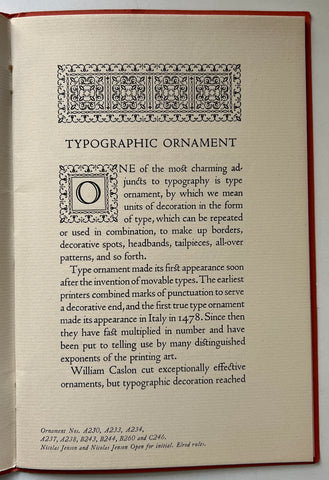 TYPOGRAPHIC ORNAMENT
ONE of the most charming ad-
juncts to typography is type
ornament, by which we mean
units of decoration in the form
of type, which can be repeated
or used in combination, to make up borders,
decorative spots, headbands, tailpieces, all-over
patterns, and so forth.
Type ornament made its first appearance soon
after the invention of movable types. The earliest
printers combined marks of punctuation to serve
a decorative end, and the first true type ornament
made its appearance in Italy in 1478. Since then
they have fast multiplied in number and have
been put to telling use by many distinguished
exponents of the printing art.
William Caslon cut exceptionally effective
ornaments, but typographic decoration reached
Ornament Nos. A230, A233, A234,
A237, A238, B243, B244, B260 and C246.
Nicolas Jenson and Nicolas Jenson Open for initial. Elrod rules.